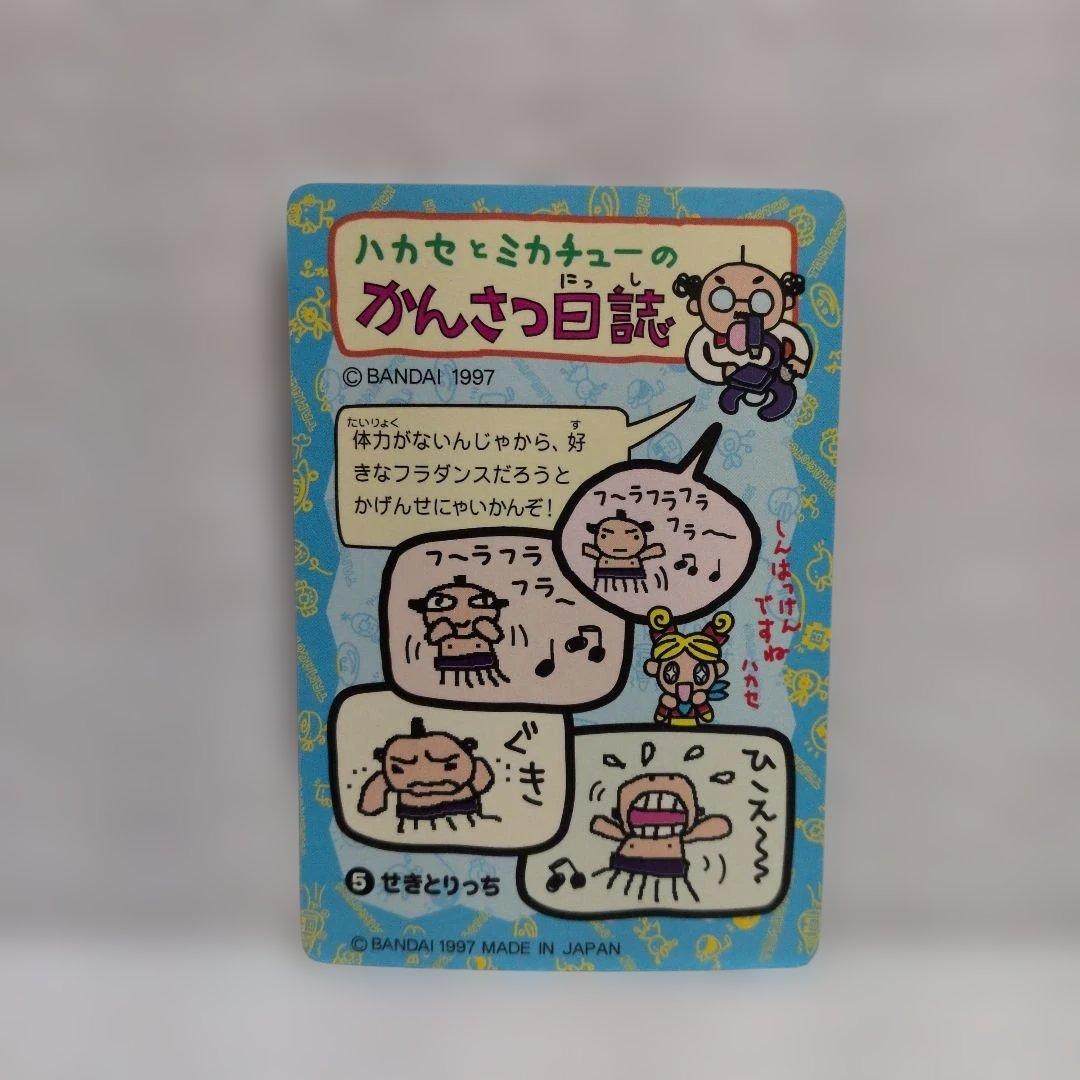 ハカセとミカチューの
かんさつ日誌
にっし
©BANDAI 1997
たいりょく
す
体力がないんじゃから、好
きなフラダンスだろうと
かげんせにゃいかんぞ!
フ〜ラフラフラ
フラ〜
フ〜ラフラ
フラ〜
しんはっけん
ですね
ハカセ
ぐき
ひえ〜〜
5 せきとりっち
©BANDAI 1997 MADE IN JAPAN